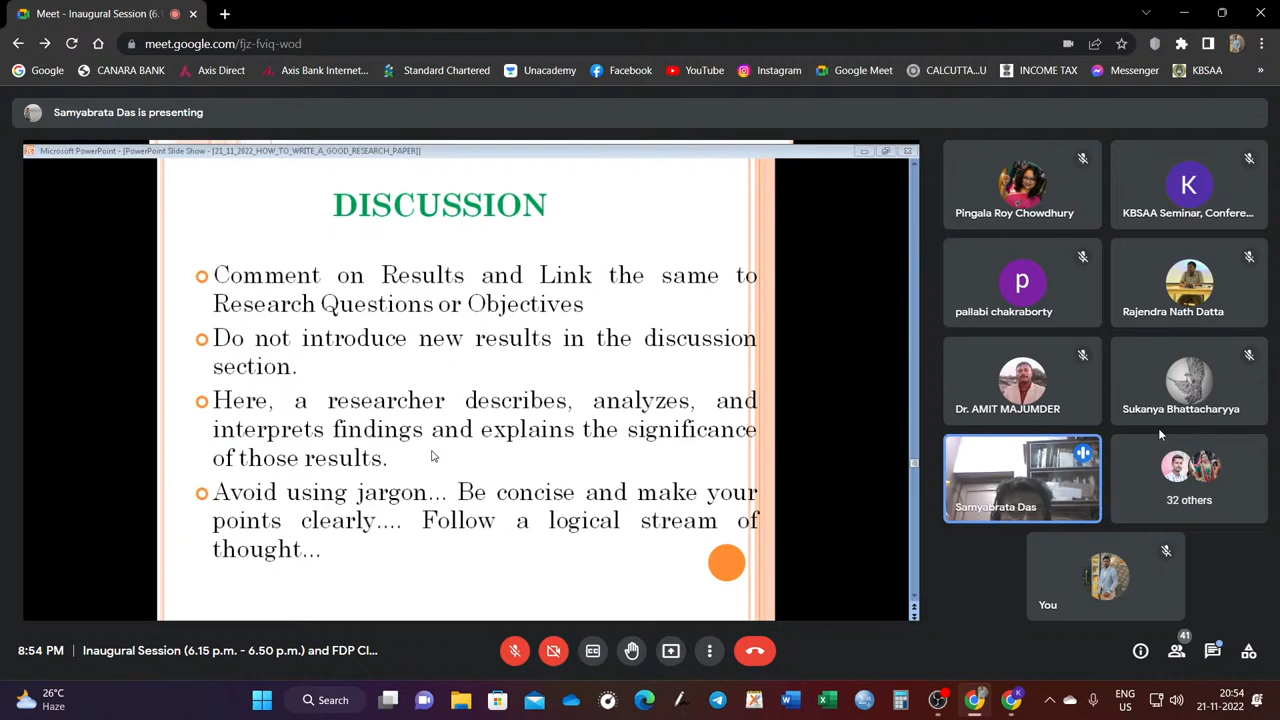 Meet - Inaugural Session (6.1
meet.google.com/fjz-fviq-wod
Google
CANARA BANK
Axis Direct
Axis Bank Internet...
Standard Chartered
Unacademy
Facebook
YouTube
Instagram
Google Meet
CALCUTTA...U
INCOME TAX
Messenger
KBSAA
»
Samyabrata Das is presenting
Microsoft PowerPoint - [PowerPoint Slide Show - [21_11_2022_HOW_TO_WRITE_A_GOOD_RESEARCH_PAPER]]
DISCUSSION
Comment on Results and Link the same to
Research Questions or Objectives
Do not introduce new results in the discussion
section.
Here, a researcher describes, analyzes, and
interprets findings and explains the significance
of those results.
Avoid using jargon... Be concise and make your
points clearly.... Follow a logical stream of
thought...
Pingala Roy Chowdhury
K
KBSAA Seminar, Confere...
p
pallabi chakraborty
Rajendra Nath Datta
Dr. AMIT MAJUMDER
Sukanya Bhattacharyya
Samyabrata Das
32 others
You
8:54 PM
Inaugural Session (6.15 p.m. - 6.50 p.m.) and FDP Cl...
41
26°C
Haze
Search
ENG
US
20:54
21-11-2022